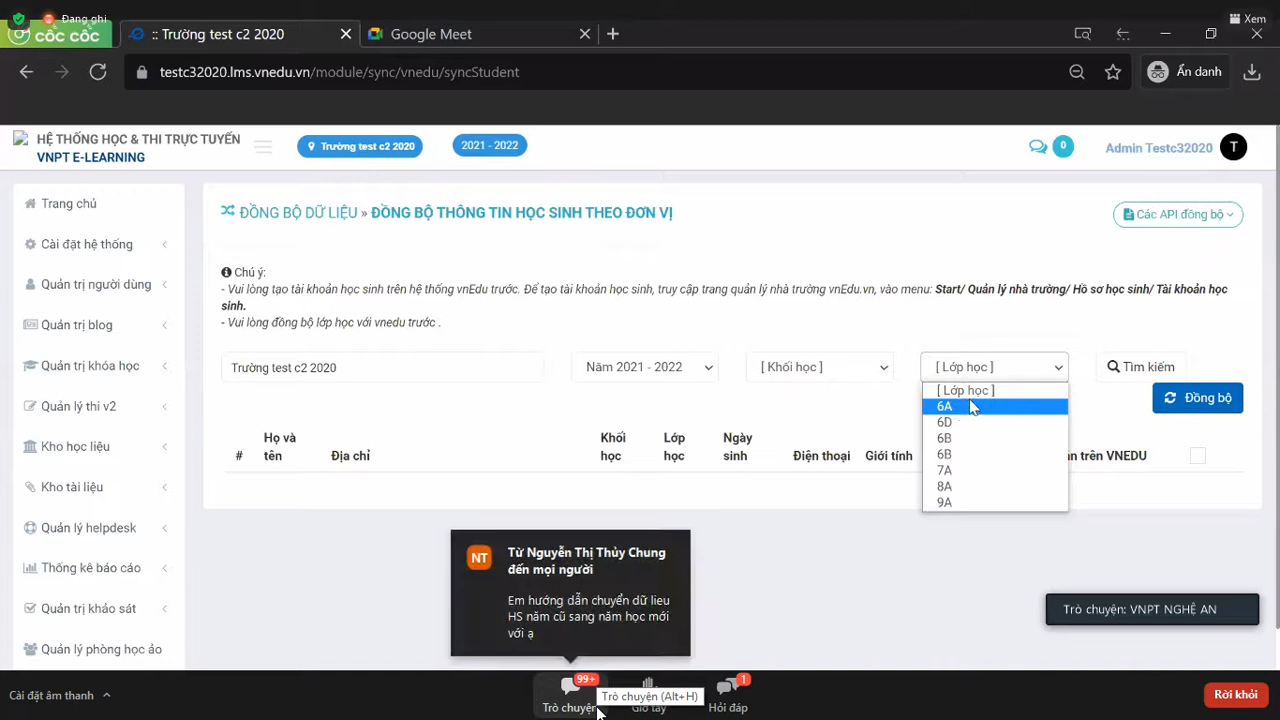 Đang ghi
Xem
cốc cốc
:: Trường test c2 2020
Google Meet
testc32020.lms.vnedu.vn/module/sync/vnedu/syncStudent
Ẩn danh
HỆ THỐNG HỌC & THI TRỰC TUYẾN
VNPT E-LEARNING
Trường test c2 2020
2021 - 2022
0
Admin Testc32020
T
Trang chủ
Cài đặt hệ thống
Quản trị người dùng
Quản trị blog
Quản trị khóa học
Quản lý thi v2
Kho học liệu
Kho tài liệu
Quản lý helpdesk
Thống kê báo cáo
Quản trị khảo sát
Quản lý phòng học ảo
ĐỒNG BỘ DỮ LIỆU » ĐỒNG BỘ THÔNG TIN HỌC SINH THEO ĐƠN VỊ
Các API đồng bộ
Chú ý:
- Vui lòng tạo tài khoản học sinh trên hệ thống vnEdu trước. Để tạo tài khoản học sinh, truy cập trang quản lý nhà trường vnEdu.vn, vào menu: Start/ Quản lý nhà trường/ Hồ sơ học sinh/ Tài khoản học
sinh.
- Vui lòng đồng bộ lớp học với vnedu trước .
Trường test c2 2020
Năm 2021 - 2022
[ Khối học ]
[ Lớp học ]
Tìm kiếm
[ Lớp học ]
6A
6D
6B
6B
7A
8A
9A
Đồng bộ
#
Họ và
tên
Địa chỉ
Khối
học
Lớp
học
Ngày
sinh
Điện thoại
Giới tính
trên VNEDU
NT
Từ Nguyễn Thị Thủy Chung
đến mọi người
Em hướng dẫn chuyển dữ lieu
HS năm cũ sang năm học mới
với ạ
Trò chuyện: VNPT NGHỆ AN
Cài đặt âm thanh
99+
Trò chuyện
Trò chuyện (Alt+H)
Giơ tay
1
Hỏi đáp
Rời khỏi